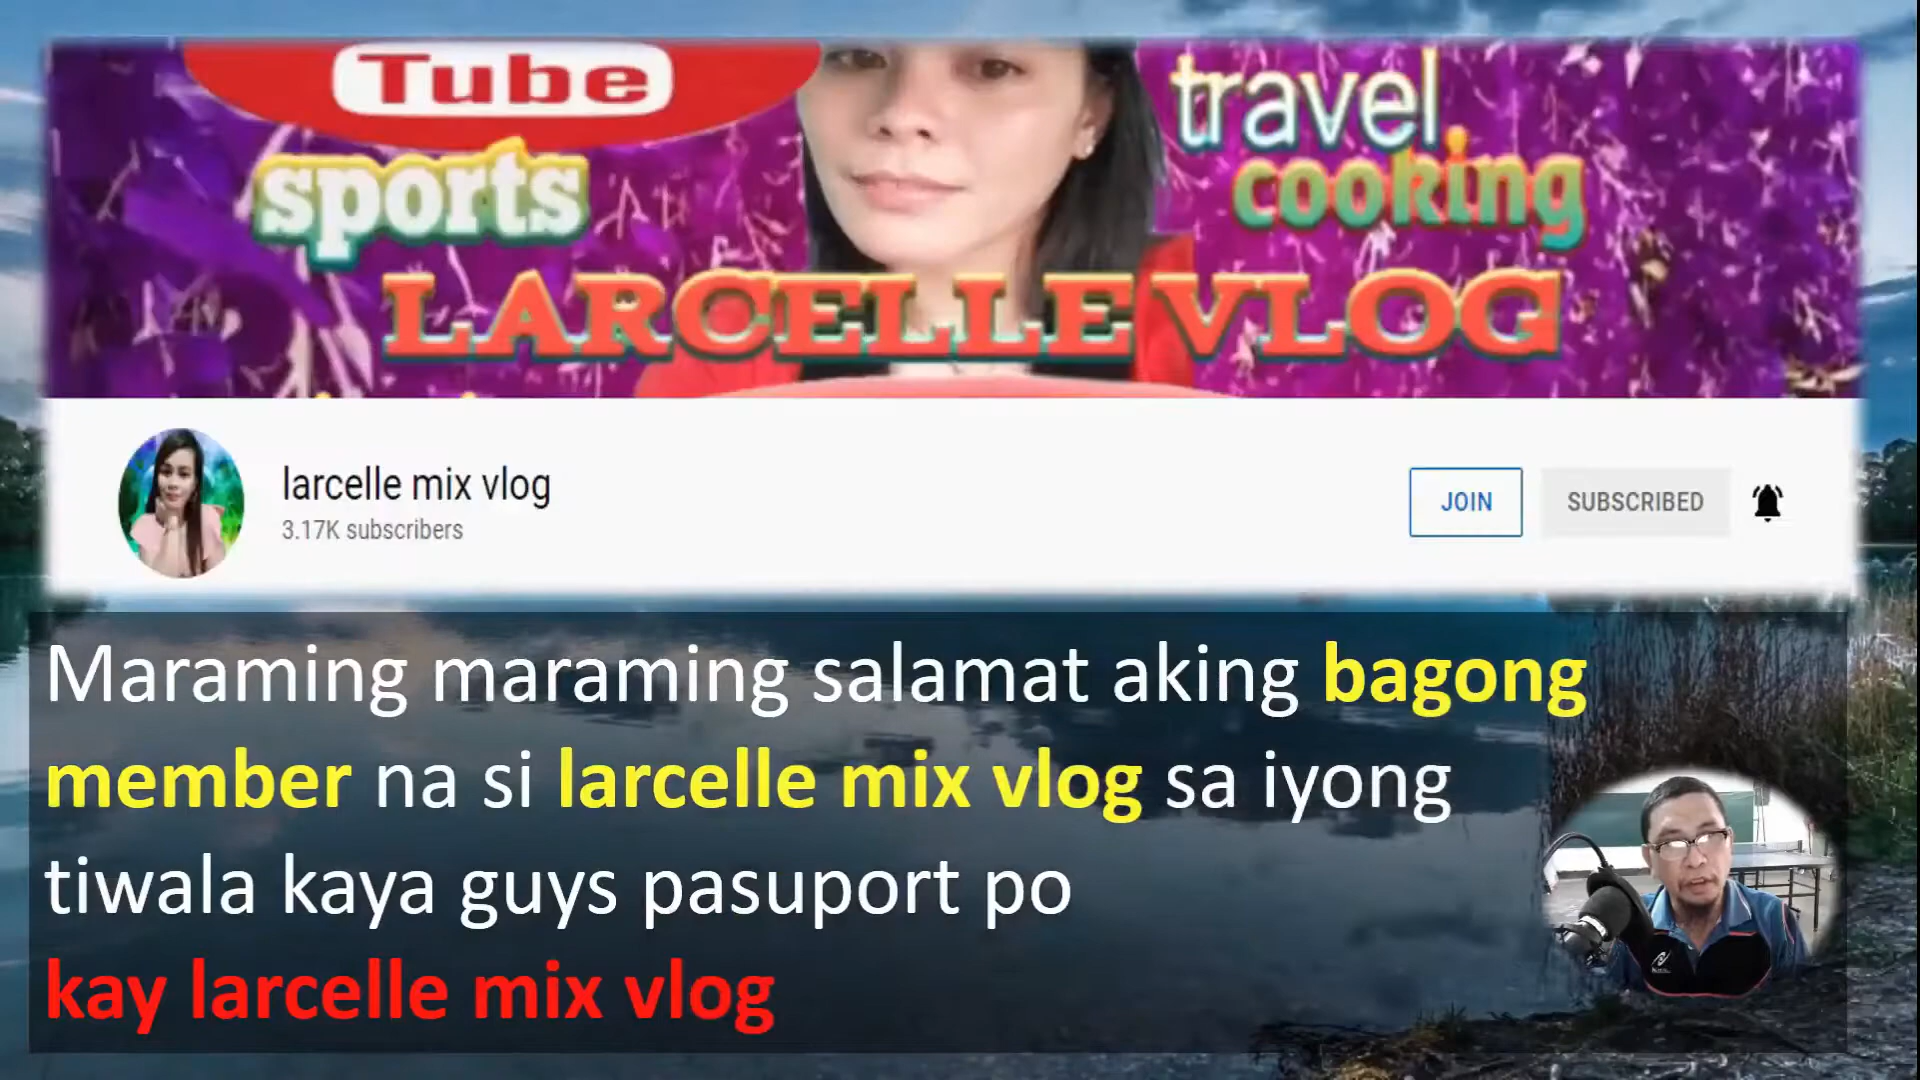 Tube
sports
travel
cooking
LARCELLE VLOG
larcelle mix vlog
3.17K subscribers
JOIN
SUBSCRIBED
Maraming maraming salamat aking bagong
member na si larcelle mix vlog sa iyong
tiwala kaya guys pasuport po
kay larcelle mix vlog